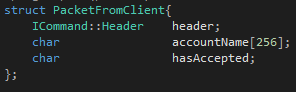 struct PacketFromClient{
    ICommand::Header    header;
    char                accountName[256];
    char                hasAccepted;
};